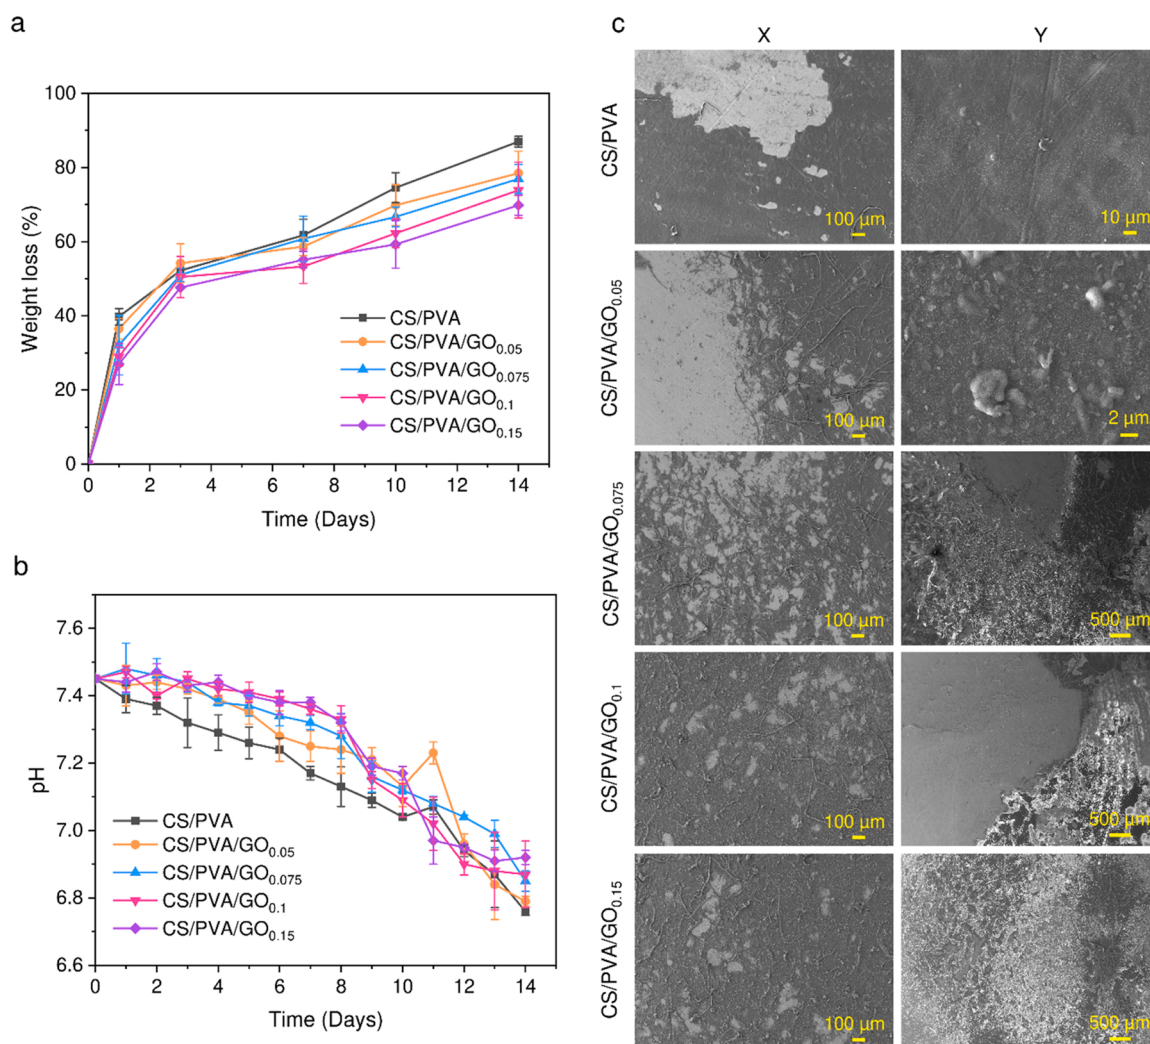 a
100
80
60
40
20
0
Weight loss (%)
CS/PVA
CS/PVA/GO0.05
CS/PVA/GO0.075
CS/PVA/GO0.1
CS/PVA/GO0.15
0 2 4 6 8 10 12 14
Time (Days)
b
7.6
7.4
7.2
7.0
6.8
6.6
pH
CS/PVA
CS/PVA/GO0.05
CS/PVA/GO0.075
CS/PVA/GO0.1
CS/PVA/GO0.15
0 2 4 6 8 10 12 14
Time (Days)
c
X Y
CS/PVA
100 µm
10 µm
CS/PVA/GO0.05
100 µm
2 µm
CS/PVA/GO0.075
100 µm
500 µm
CS/PVA/GO0.1
100 µm
500 µm
CS/PVA/GO0.15
100 µm
500 µm